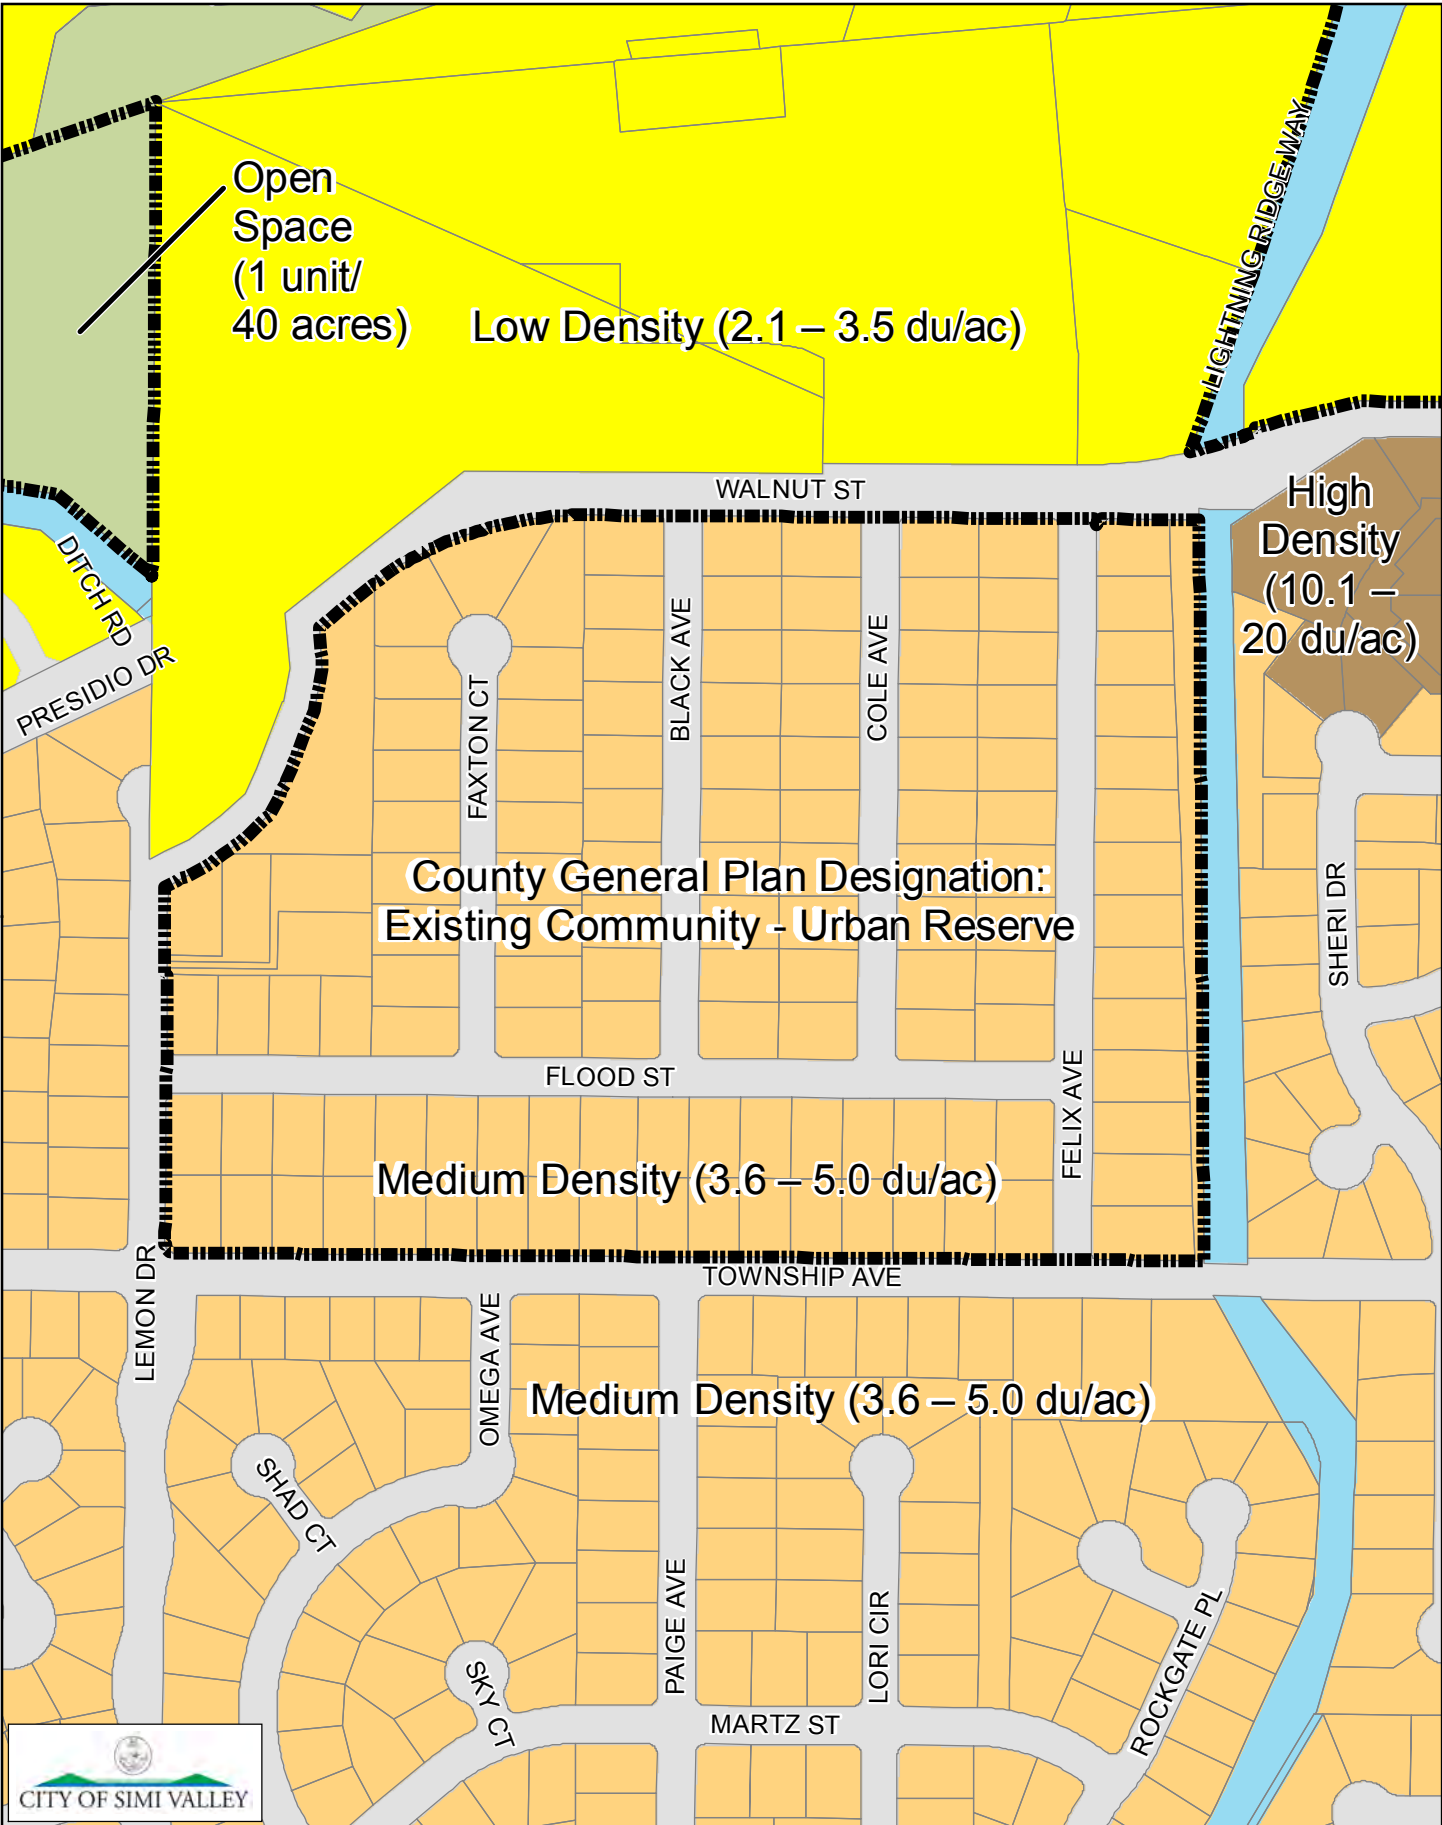 LIGHTNING RIDGE WAY
Open
Space
(1 unit/
40 acres)
Low Density (2.1 – 3.5 du/ac)
WALNUT ST
High
Density
(10.1 –
20 du/ac)
DITCH RD
PRESIDIO DR
FAXTON CT
BLACK AVE
COLE AVE
County General Plan Designation:
Existing Community - Urban Reserve
SHERI DR
FLOOD ST
FELIX AVE
Medium Density (3.6 – 5.0 du/ac)
LEMON DR
TOWNSHIP AVE
OMEGA AVE
Medium Density (3.6 – 5.0 du/ac)
SHAD CT
PAIGE AVE
LORI CIR
ROCKGATE PL
SKY CT
MARTZ ST
CITY OF SIMI VALLEY